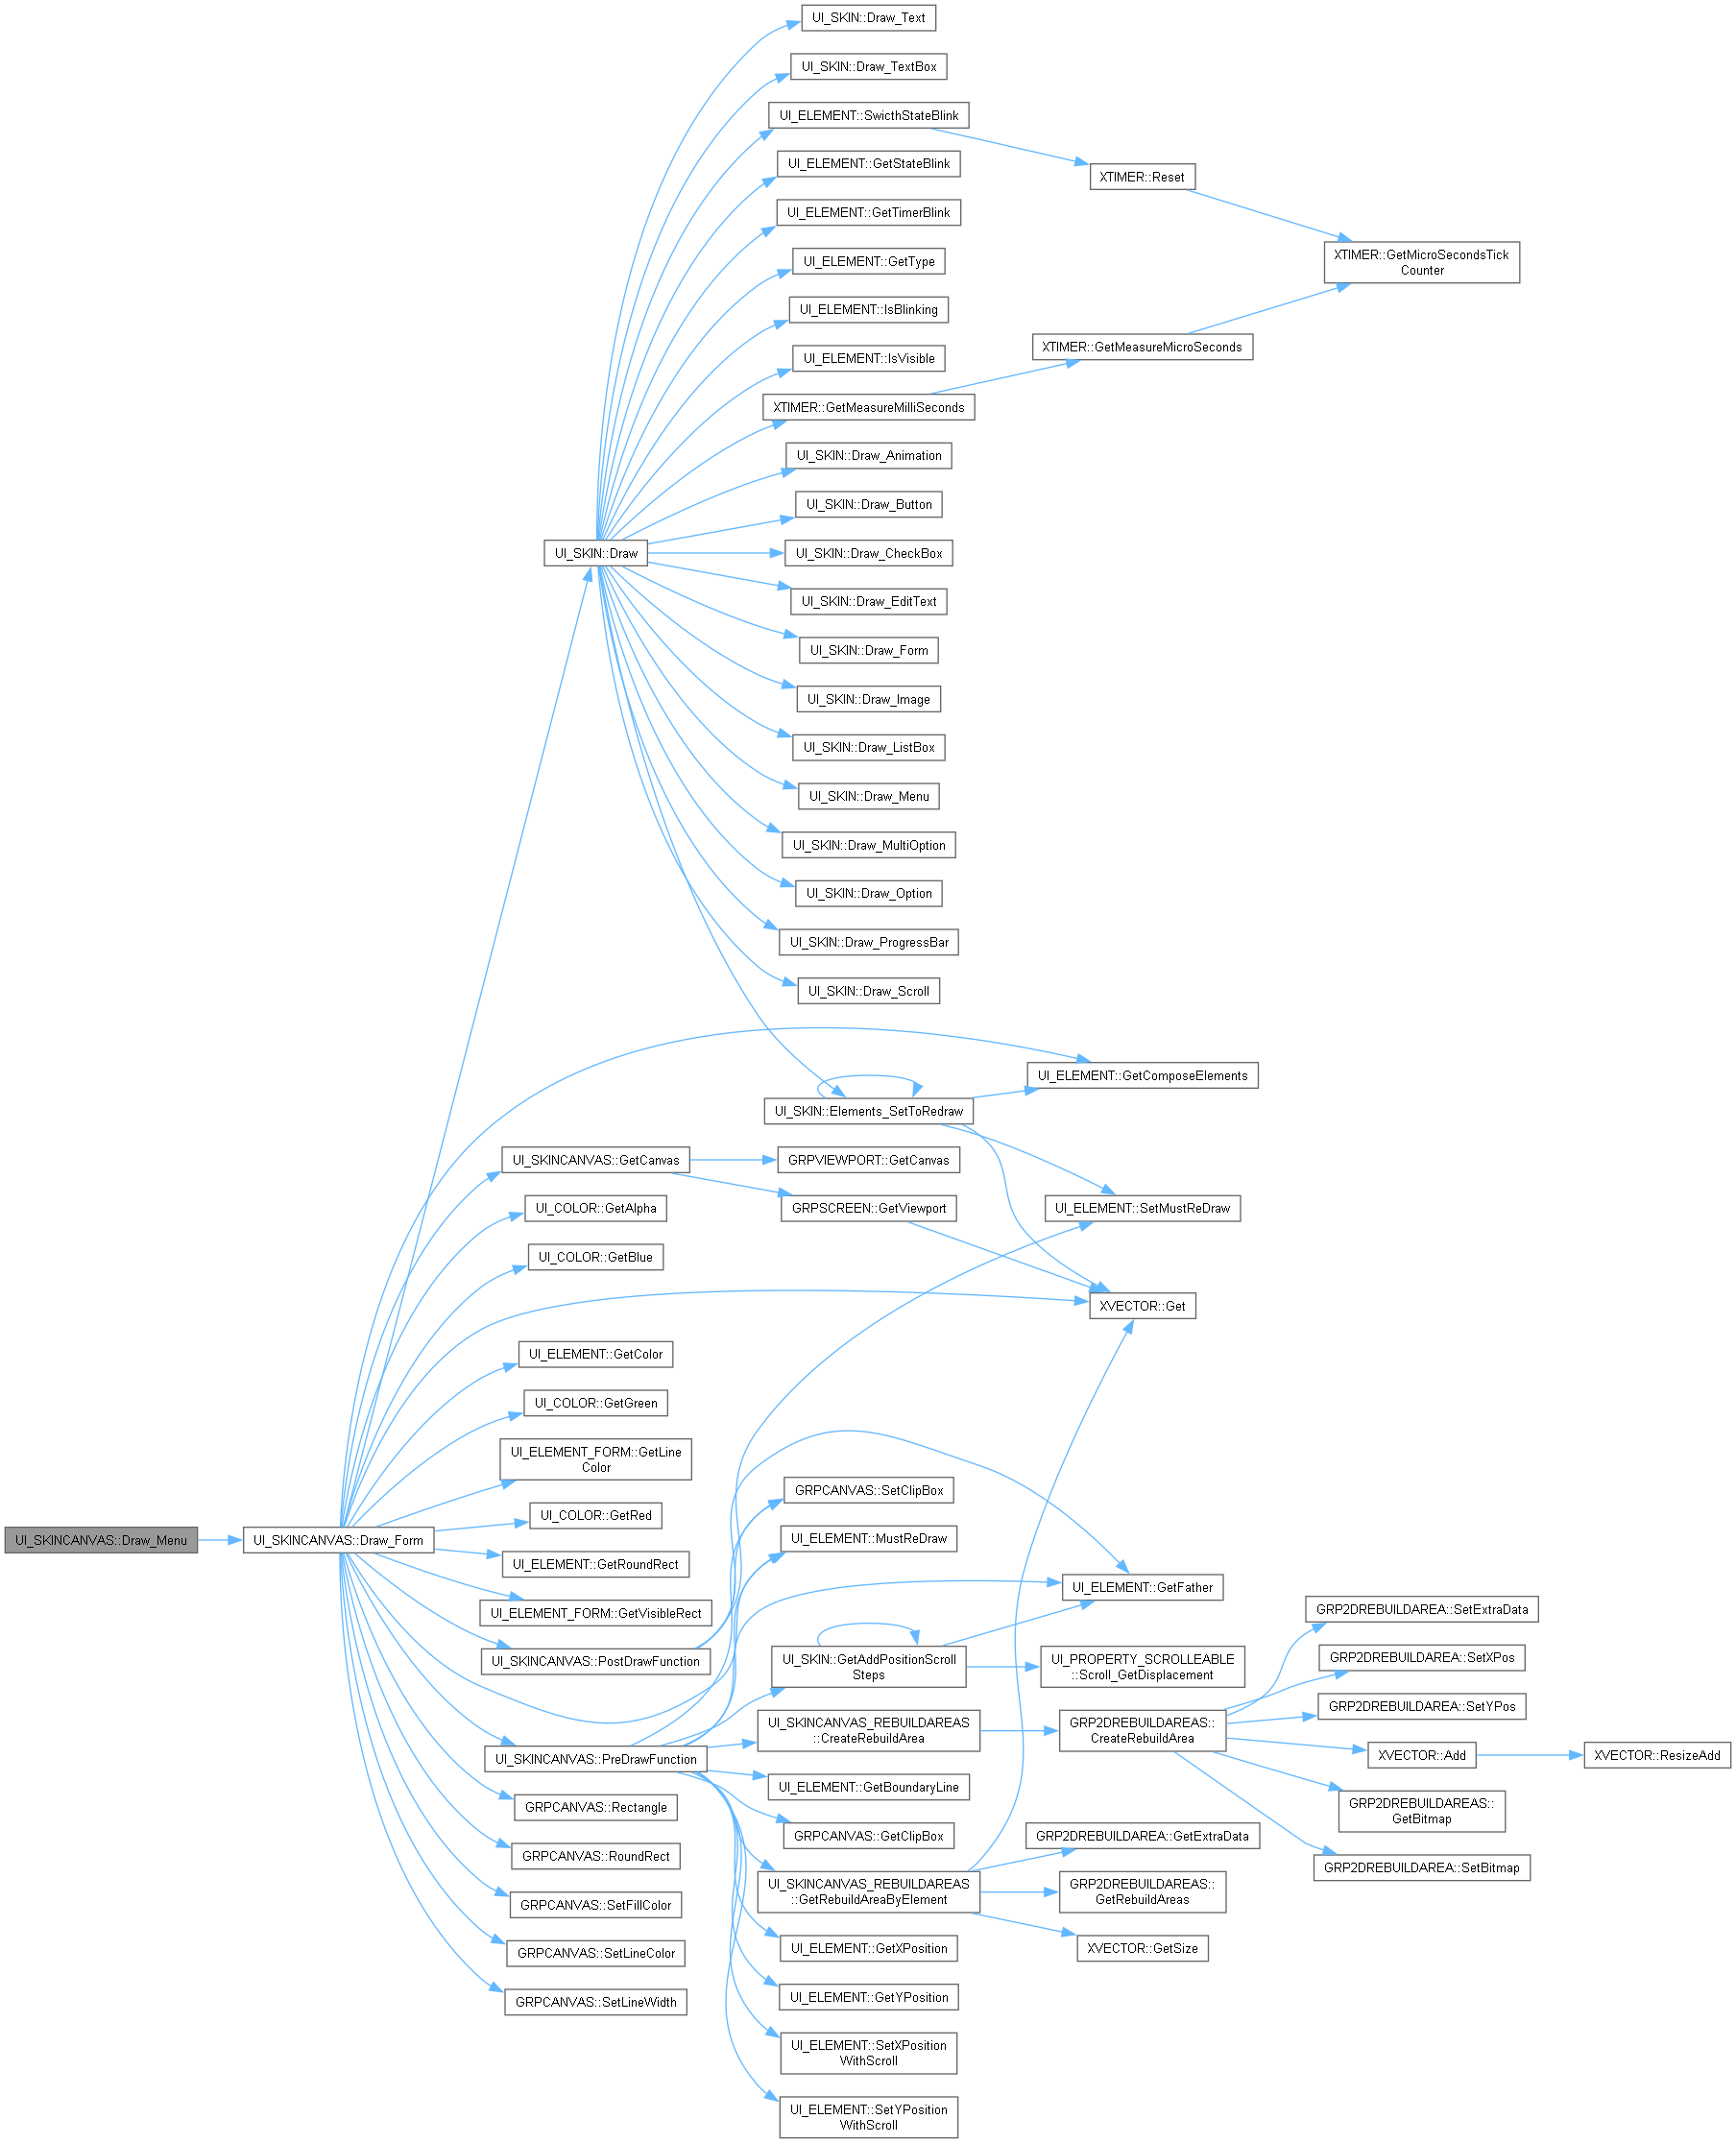 UI_SKIN::Draw_Text
UI_SKIN::Draw_TextBox
UI_ELEMENT::SwicthStateBlink
UI_ELEMENT::GetStateBlink
XTIMER::Reset
UI_ELEMENT::GetTimerBlink
XTIMER::GetMicroSecondsTick
Counter
UI_ELEMENT::GetType
UI_ELEMENT::IsBlinking
XTIMER::GetMeasureMicroSeconds
UI_ELEMENT::IsVisible
XTIMER::GetMeasureMilliSeconds
UI_SKIN::Draw_Animation
UI_SKIN::Draw_Button
UI_SKIN::Draw
UI_SKIN::Draw_CheckBox
UI_SKIN::Draw_EditText
UI_SKIN::Draw_Form
UI_SKIN::Draw_Image
UI_SKIN::Draw_ListBox
UI_SKIN::Draw_Menu
UI_SKIN::Draw_MultiOption
UI_SKIN::Draw_Option
UI_SKIN::Draw_ProgressBar
UI_SKIN::Draw_Scroll
UI_ELEMENT::GetComposeElements
UI_SKIN::Elements_SetToRedraw
UI_SKINCANVAS::GetCanvas
GRPVIEWPORT::GetCanvas
UI_COLOR::GetAlpha
GRPSCREEN::GetViewport
UI_ELEMENT::SetMustReDraw
UI_COLOR::GetBlue
XVECTOR::Get
UI_ELEMENT::GetColor
UI_COLOR::GetGreen
UI_ELEMENT_FORM::GetLine
Color
GRPCANVAS::SetClipBox
UI_COLOR::GetRed
UI_SKINCANVAS::Draw_Menu
UI_SKINCANVAS::Draw_Form
UI_ELEMENT::MustReDraw
UI_ELEMENT::GetRoundRect
UI_ELEMENT::GetFather
UI_ELEMENT_FORM::GetVisibleRect
GRP2DREBUILDAREA::SetExtraData
UI_SKINCANVAS::PostDrawFunction
UI_SKIN::GetAddPositionScroll
Steps
UI_PROPERTY_SCROLLEABLE
::Scroll_GetDisplacement
GRP2DREBUILDAREA::SetXPos
GRP2DREBUILDAREA::SetYPos
UI_SKINCANVAS_REBUILDAREAS
::CreateRebuildArea
GRP2DREBUILDAREAS::
CreateRebuildArea
UI_SKINCANVAS::PreDrawFunction
XVECTOR::Add
XVECTOR::ResizeAdd
UI_ELEMENT::GetBoundaryLine
GRPCANVAS::Rectangle
GRP2DREBUILDAREAS::
GetBitmap
GRPCANVAS::GetClipBox
GRP2DREBUILDAREA::GetExtraData
GRPCANVAS::RoundRect
GRP2DREBUILDAREA::SetBitmap
UI_SKINCANVAS_REBUILDAREAS
::GetRebuildAreaByElement
GRP2DREBUILDAREAS::
GetRebuildAreas
GRPCANVAS::SetFillColor
UI_ELEMENT::GetXPosition
XVECTOR::GetSize
GRPCANVAS::SetLineColor
UI_ELEMENT::GetYPosition
GRPCANVAS::SetLineWidth
UI_ELEMENT::SetXPosition
WithScroll
UI_ELEMENT::SetYPosition
WithScroll